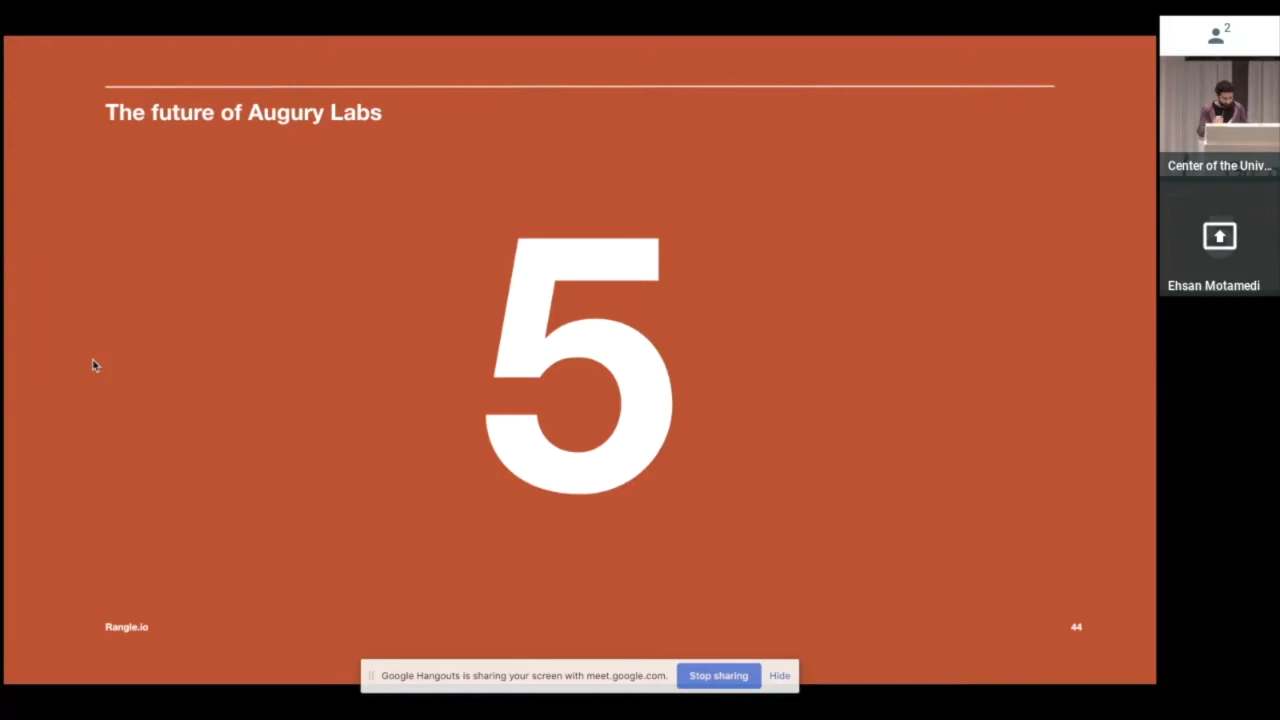 The future of Augury Labs
5
Rangle.io
44
Google Hangouts is sharing your screen with meet.google.com.
Stop sharing
Hide
2
Center of the Univ...
Ehsan Motamedi